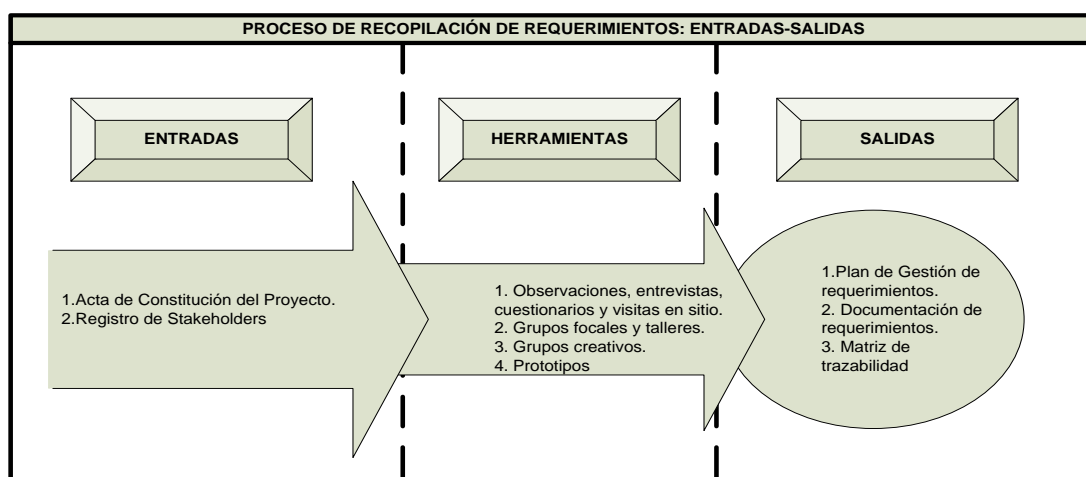 PROCESO DE RECOPILACIÓN DE REQUERIMIENTOS: ENTRADAS-SALIDAS
ENTRADAS
HERRAMIENTAS
SALIDAS
1.Acta de Constitución del Proyecto.
2.Registro de Stakeholders
1. Observaciones, entrevistas,
cuestionarios y visitas en sitio.
2. Grupos focales y talleres.
3. Grupos creativos.
4. Prototipos
1.Plan de Gestión de
requerimientos.
2. Documentación de
requerimientos.
3. Matriz de
trazabilidad